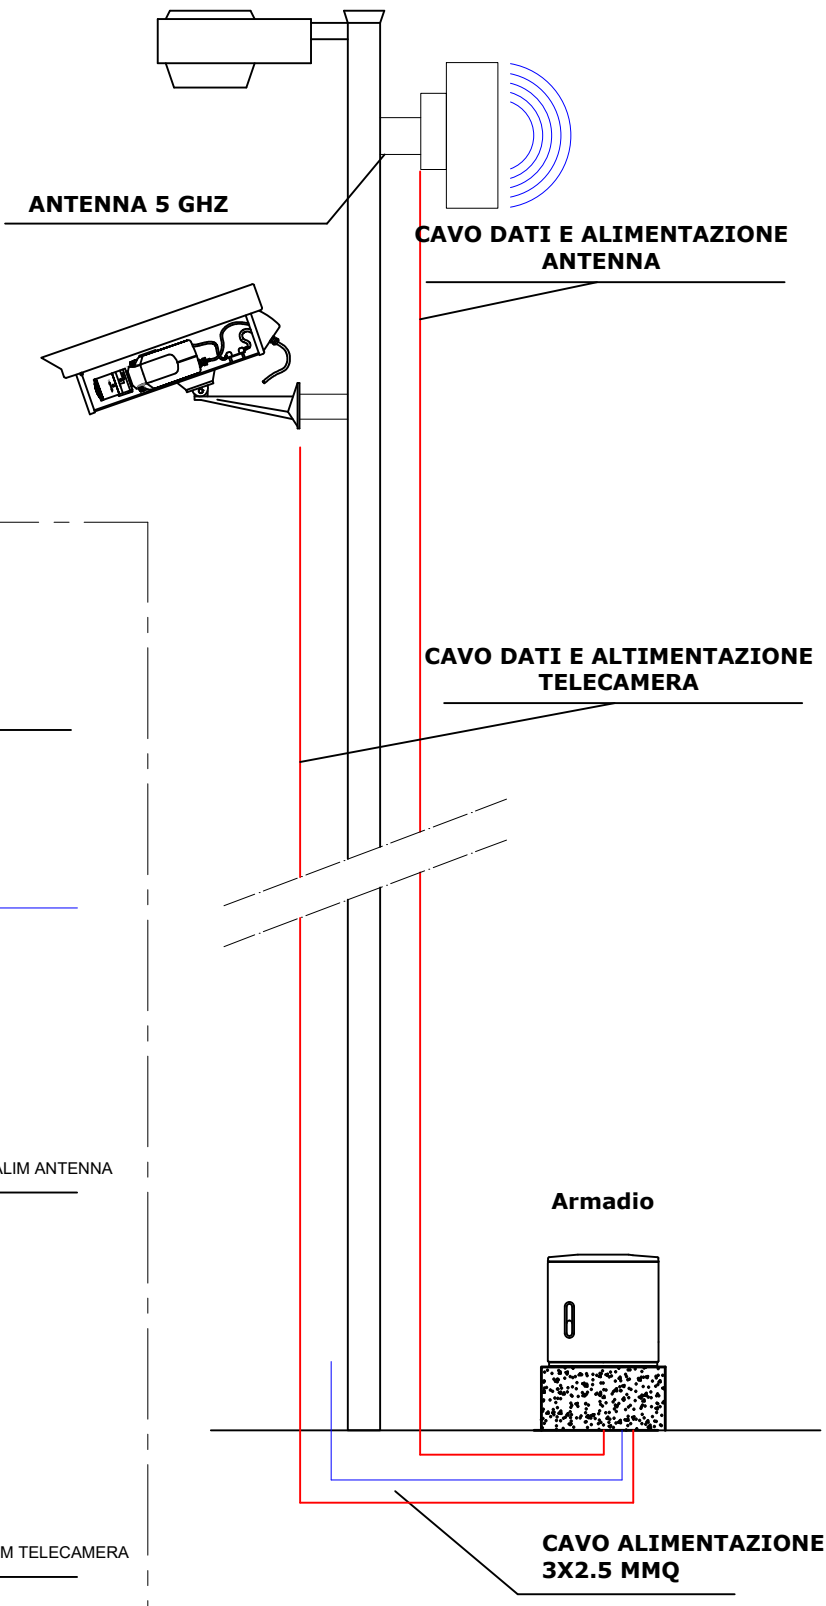 ANTENNA 5 GHZ
CAVO DATI E ALIMENTAZIONE
ANTENNA
CAVO DATI E ALTIMENTAZIONE
TELECAMERA
ALIM ANTENNA
Armadio
CAVO ALIMENTAZIONE
3X2.5 MMQ
M TELECAMERA